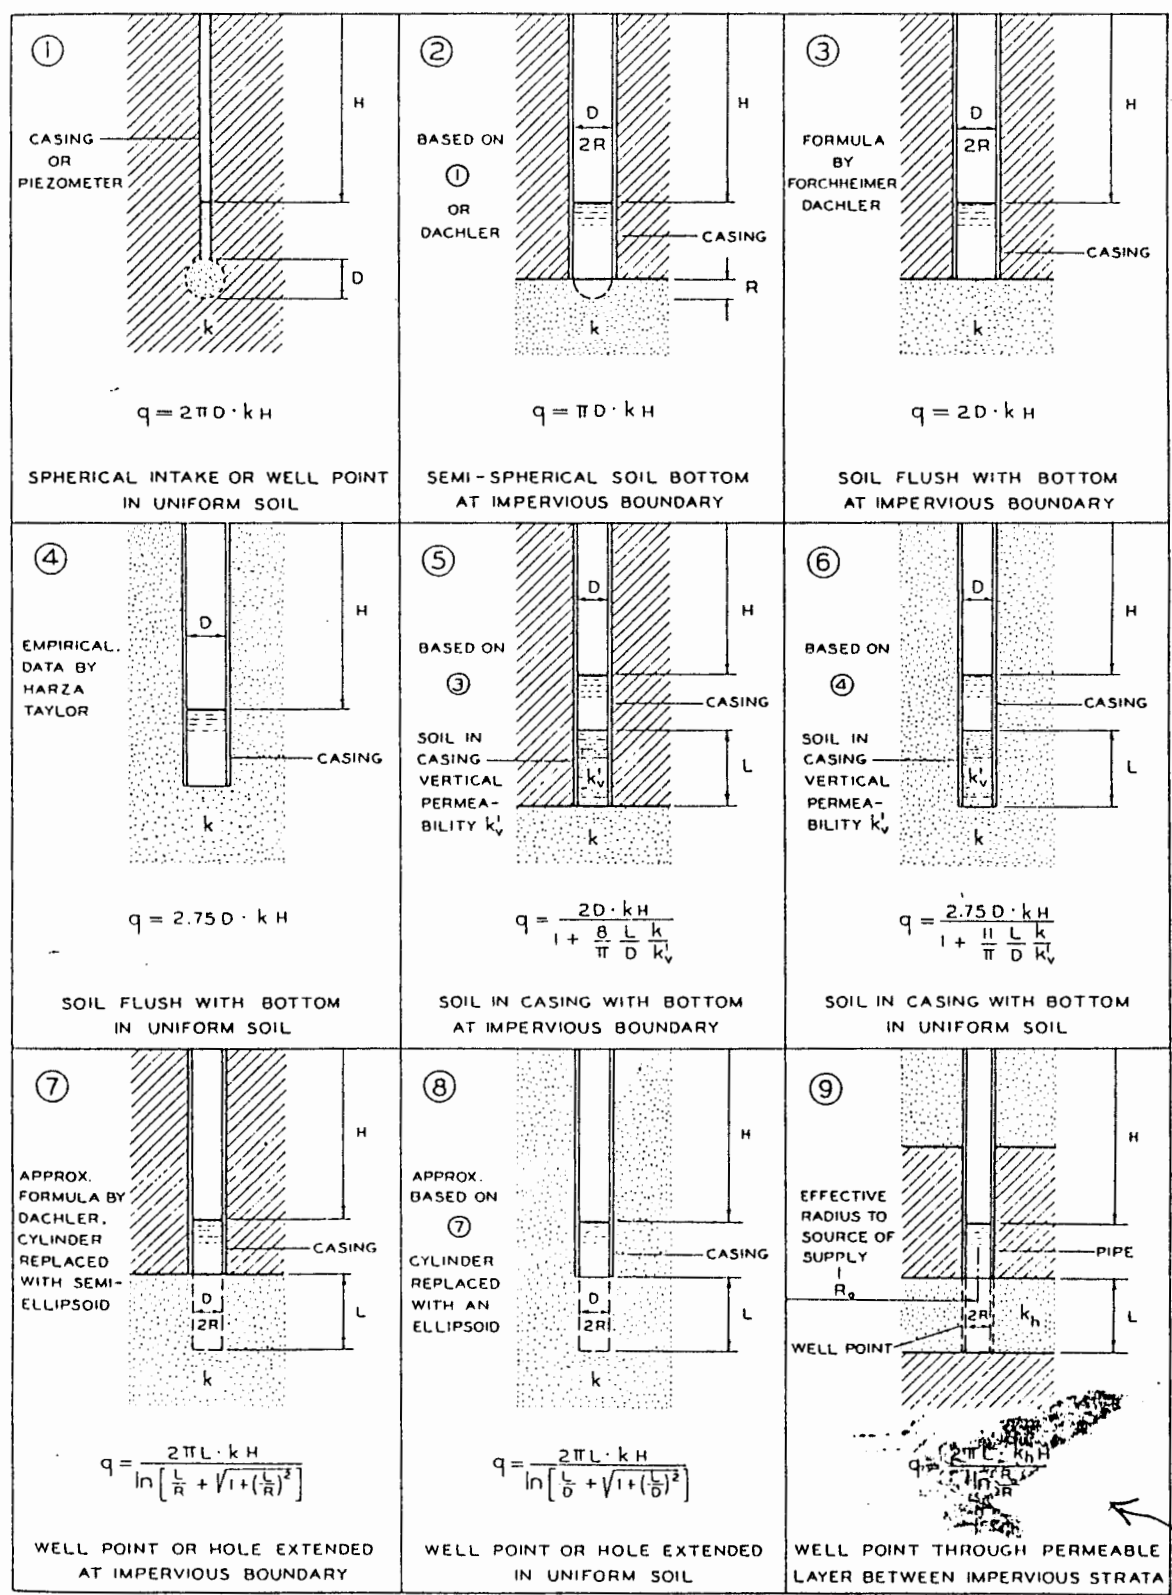 ①
CASING
OR
PIEZOMETER
H
D
k
q = 2πD · kH
SPHERICAL INTAKE OR WELL POINT
IN UNIFORM SOIL
②
BASED ON
①
OR
DACHLER
D
2R
H
CASING
R
k
q = πD · kH
SEMI-SPHERICAL SOIL BOTTOM
AT IMPERVIOUS BOUNDARY
③
FORMULA
BY
FORCHHEIMER
DACHLER
D
2R
H
CASING
k
q = 2D · kH
SOIL FLUSH WITH BOTTOM
AT IMPERVIOUS BOUNDARY
④
EMPIRICAL.
DATA BY
HARZA
TAYLOR
D
H
CASING
k
q = 2.75 D · kH
SOIL FLUSH WITH BOTTOM
IN UNIFORM SOIL
⑤
BASED ON
③
SOIL IN
CASING
VERTICAL
PERMEA-
BILITY k'v
D
H
CASING
L
k'v
k
q = 2D · kH / 1 + 8/π L/D k/k'v
SOIL IN CASING WITH BOTTOM
AT IMPERVIOUS BOUNDARY
⑥
BASED ON
④
SOIL IN
CASING
VERTICAL
PERMEA-
BILITY k'v
D
H
CASING
L
k'v
k
q = 2.75 D · kH / 1 + 11/π L/D k/k'v
SOIL IN CASING WITH BOTTOM
IN UNIFORM SOIL
⑦
APPROX.
FORMULA BY
DACHLER.
CYLINDER
REPLACED
WITH SEMI-
ELLIPSOID
H
CASING
D
2R
L
k
q = 2πL · kH / ln[L/R + √1+(L/R)²]
WELL POINT OR HOLE EXTENDED
AT IMPERVIOUS BOUNDARY
⑧
APPROX.
BASED ON
⑦
CYLINDER
REPLACED
WITH AN
ELLIPSOID
H
CASING
D
2R
L
k
q = 2πL · kH / ln[L/D + √1+(L/D)²]
WELL POINT OR HOLE EXTENDED
IN UNIFORM SOIL
⑨
EFFECTIVE
RADIUS TO
SOURCE OF
SUPPLY
R₀
WELL POINT
H
PIPE
2R
kh
L
q = 2πL · khH / ln R₀/R
WELL POINT THROUGH PERMEABLE
LAYER BETWEEN IMPERVIOUS STRATA